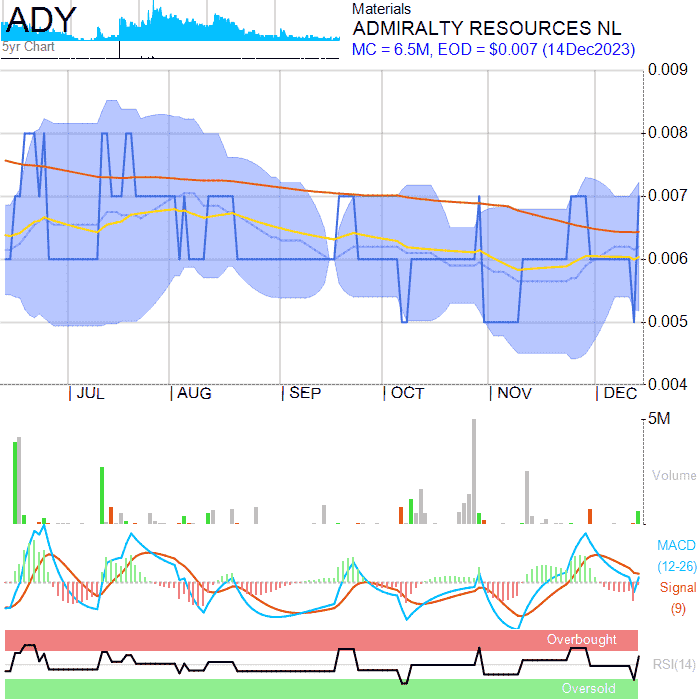 ADY
5yr Chart
Materials
ADMIRALTY RESOURCES NL
MC = 6.5M, EOD = $0.007 (14Dec2023)
0.009
0.008
0.007
0.006
0.005
0.004
JUL
AUG
SEP
OCT
NOV
DEC
5M
Volume
MACD
(12-26)
Signal
(9)
Overbought
RSI(14)
Oversold